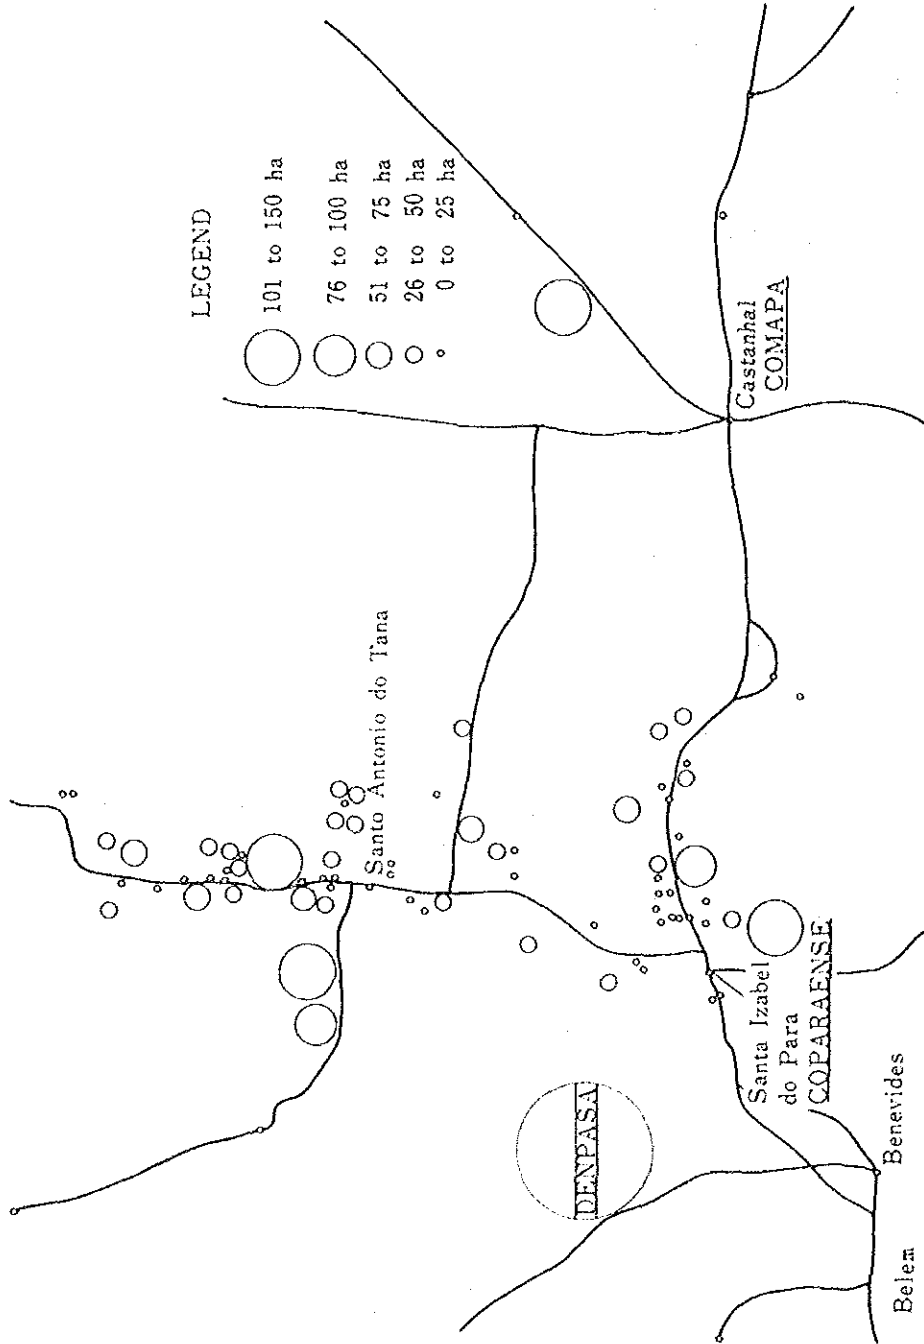 LEGEND
101 to 150 ha
76 to 100 ha
51 to 75 ha
26 to 50 ha
0 to 25 ha
Santo Antonio do Tana
DENPASA
Castanhal
COMAPA
Santa Izabel
do Para
COPARAENSE
Benevides
Belem